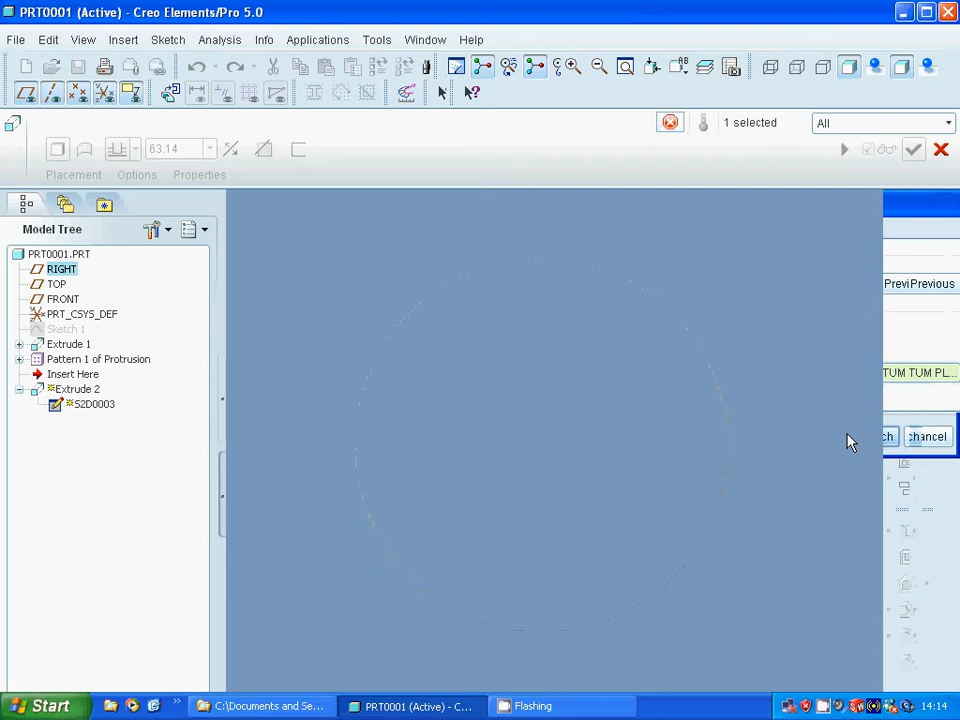 PRT0001 (Active) - Creo Elements/Pro 5.0
File Edit View Insert Sketch Analysis Info Applications Tools Window Help
1 selected
All
63.14
Placement Options Properties
Model Tree
PRT0001.PRT
RIGHT
TOP
FRONT
PRT_CSYS_DEF
Sketch 1
Extrude 1
Pattern 1 of Protrusion
Insert Here
*Extrude 2
*S2D0003
PreviPrevious
TUM TUM PL...
ch chancel
Start
C:\Documents and Se...
PRT0001 (Active) - C...
Flashing
14:14